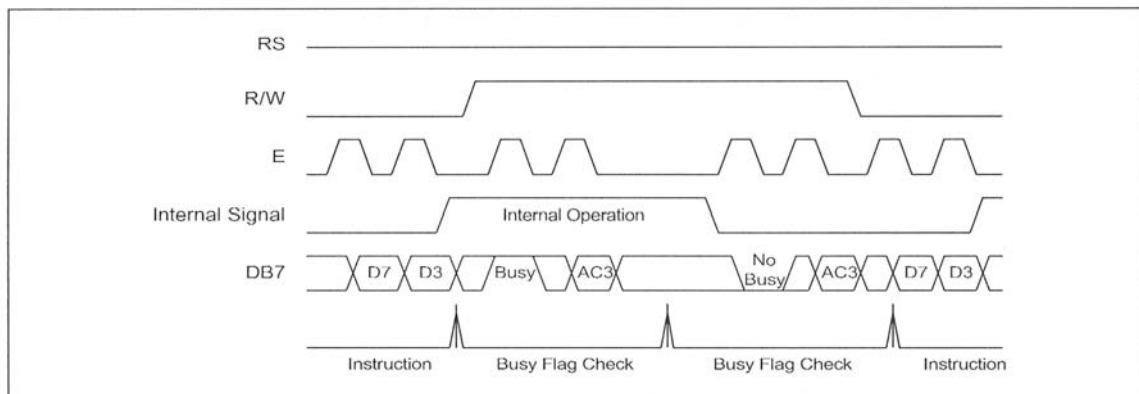 RS
R/W
E
Internal Signal
Internal Operation
DB7
D7
D3
Busy
AC3
No
Busy
AC3
D7
D3
Instruction
Busy Flag Check
Busy Flag Check
Instruction